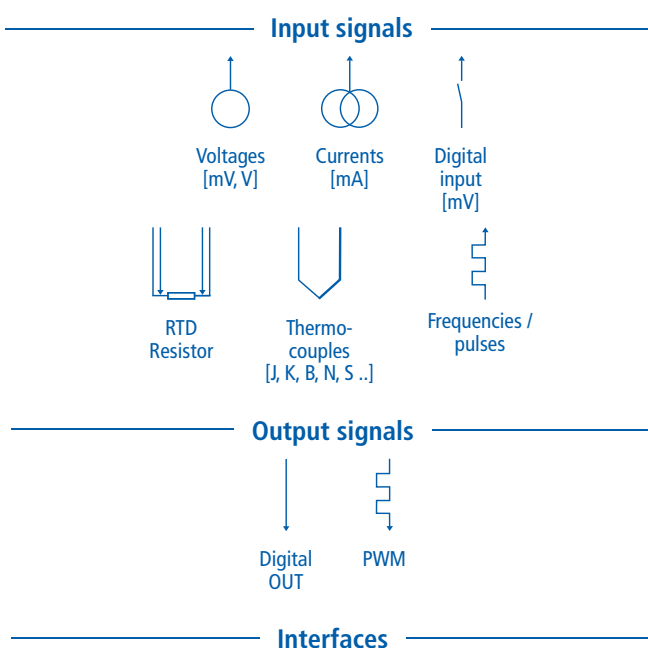 Input signals
Voltages
[mV, V]
Currents
[mA]
Digital
input
[mV]
RTD
Resistor
Thermo-
couples
[J, K, B, N, S ..]
Frequencies /
pulses
Output signals
Digital
OUT
PWM
Interfaces